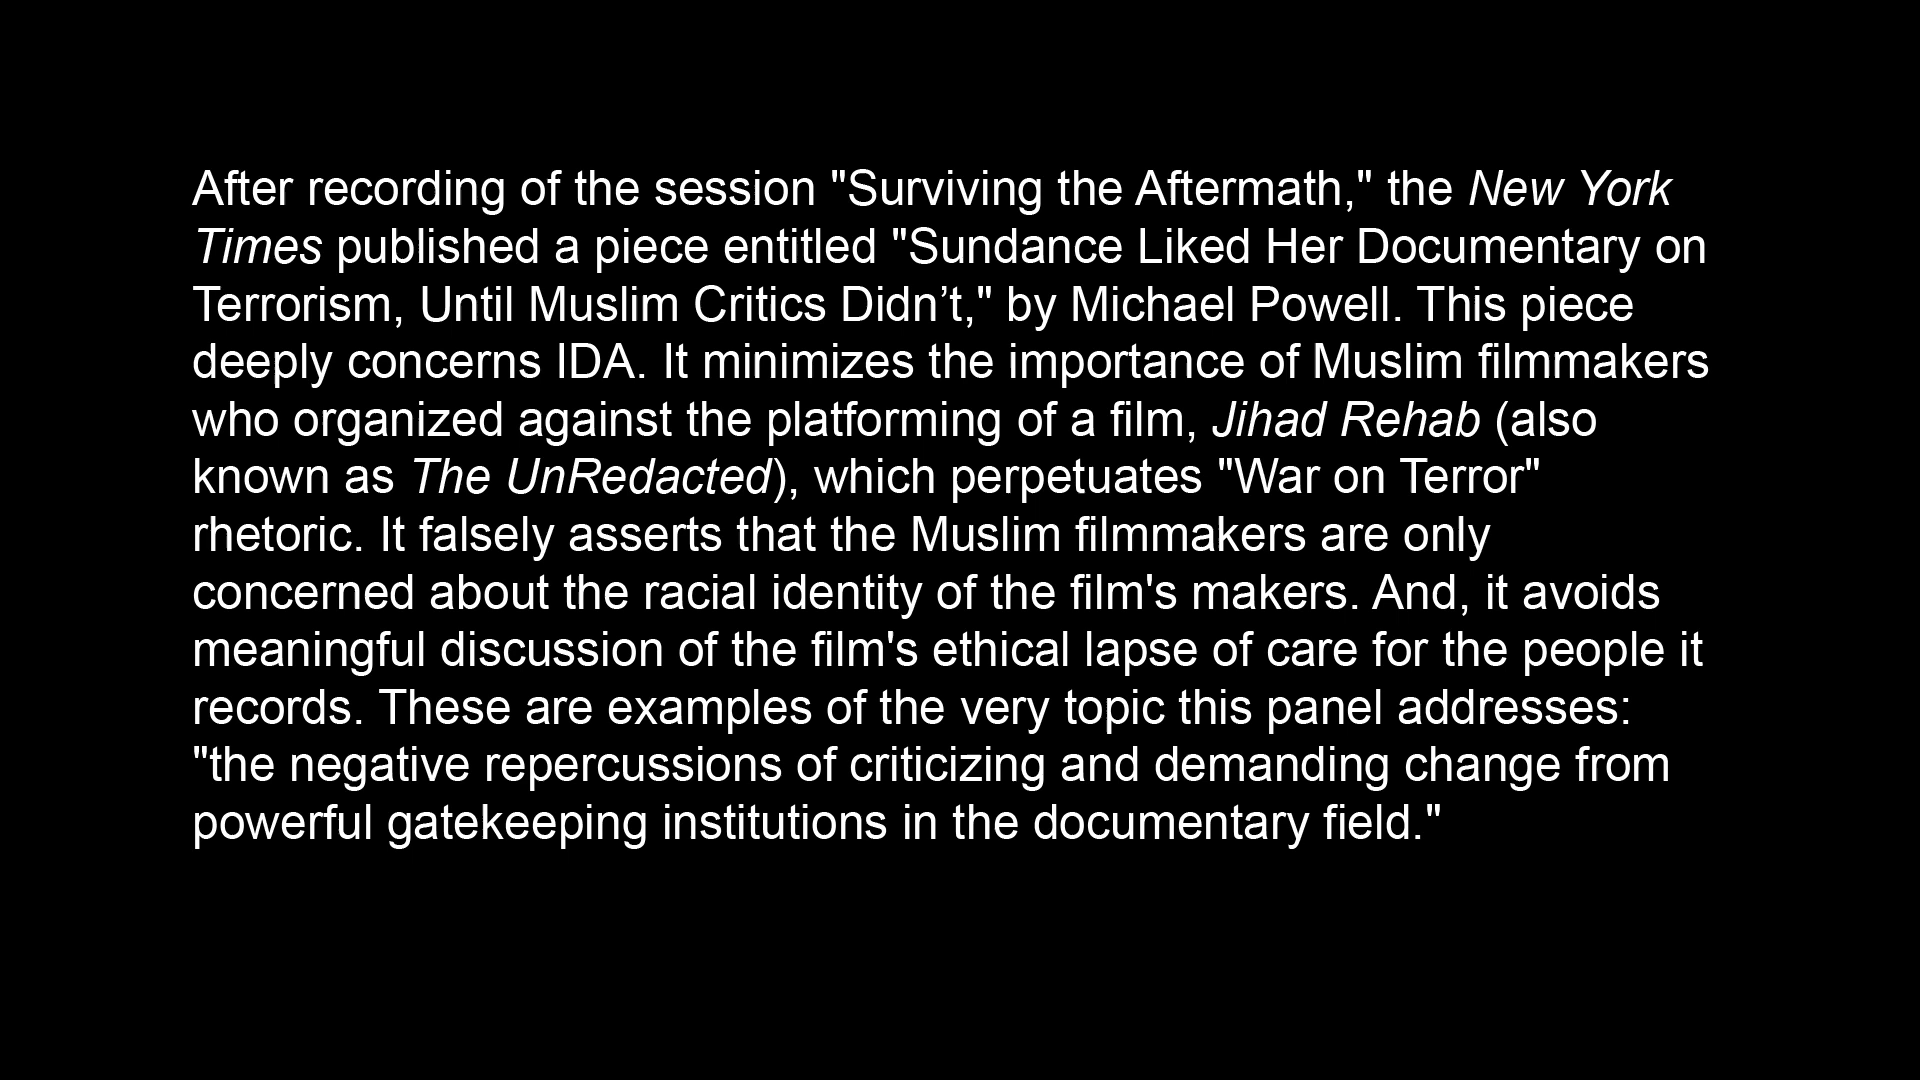 After recording of the session "Surviving the Aftermath," the New York
Times published a piece entitled "Sundance Liked Her Documentary on
Terrorism, Until Muslim Critics Didn’t," by Michael Powell. This piece
deeply concerns IDA. It minimizes the importance of Muslim filmmakers
who organized against the platforming of a film, Jihad Rehab (also
known as The UnRedacted), which perpetuates "War on Terror"
rhetoric. It falsely asserts that the Muslim filmmakers are only
concerned about the racial identity of the film's makers. And, it avoids
meaningful discussion of the film's ethical lapse of care for the people it
records. These are examples of the very topic this panel addresses:
"the negative repercussions of criticizing and demanding change from
powerful gatekeeping institutions in the documentary field."